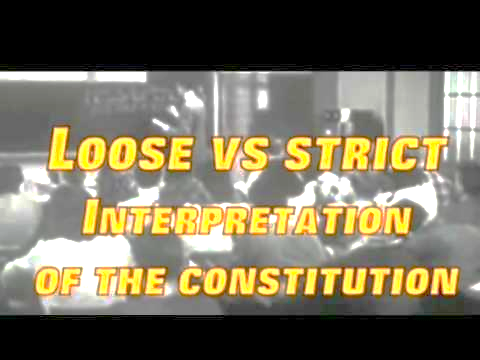 LOOSE VS STRICT
INTERPRETATION
OF THE CONSTITUTION